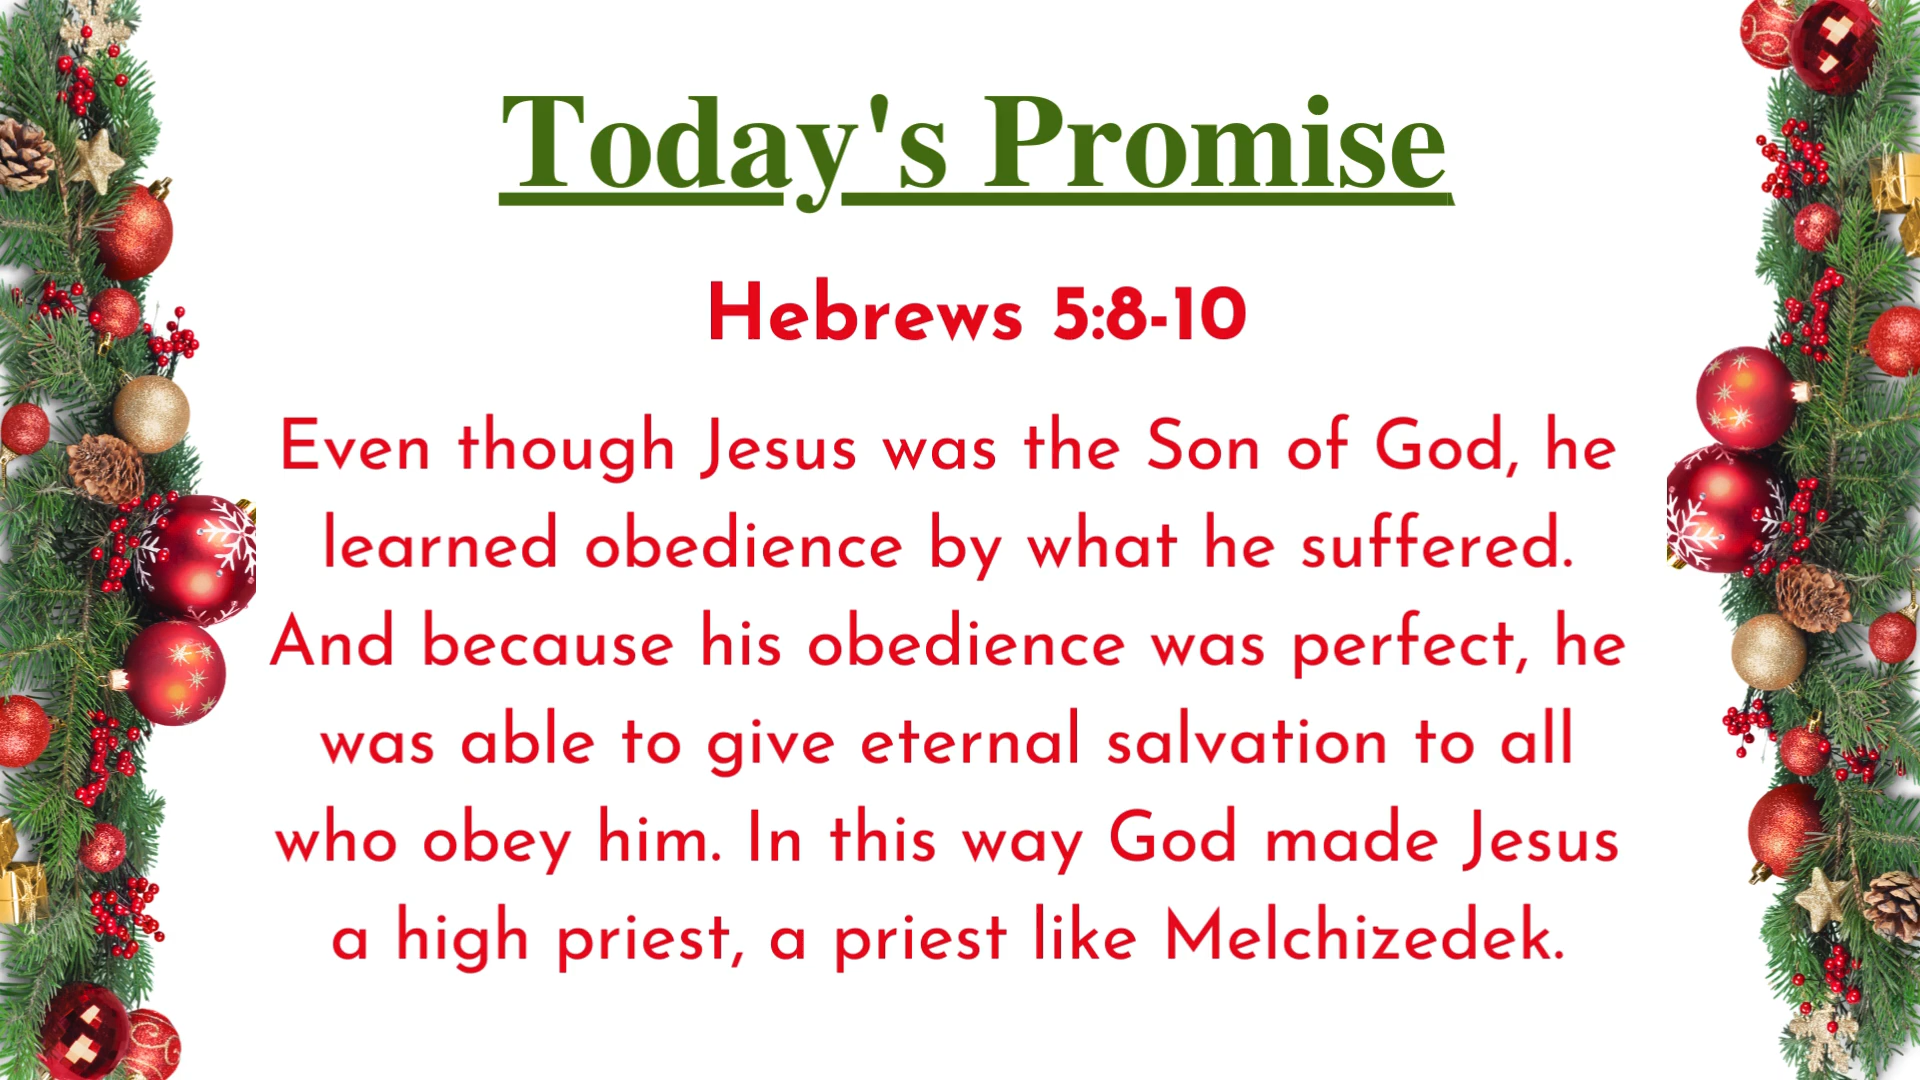 Today's Promise
Hebrews 5:8-10
Even though Jesus was the Son of God, he
learned obedience by what he suffered.
And because his obedience was perfect, he
was able to give eternal salvation to all
who obey him. In this way God made Jesus
a high priest, a priest like Melchizedek.